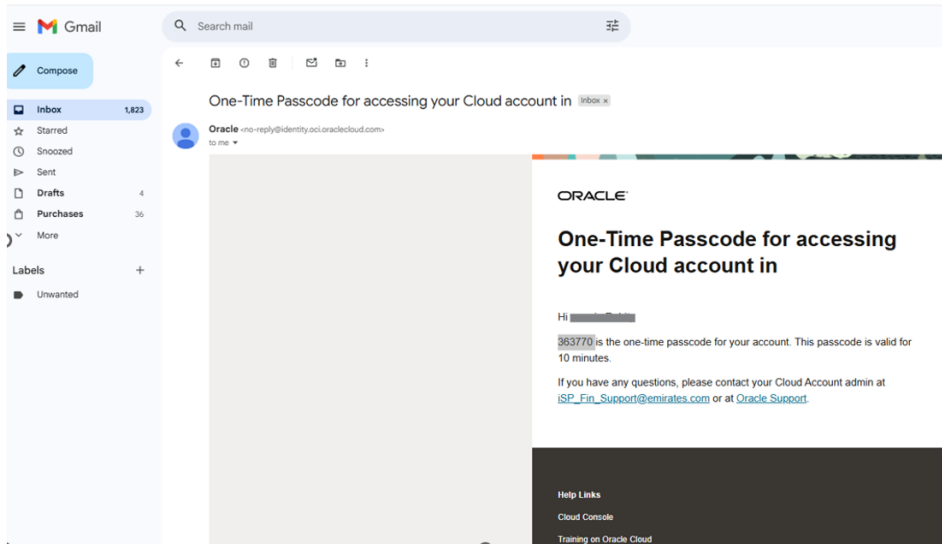 Gmail
Search mail
Compose
Inbox 1,823
Starred
Snoozed
Sent
Drafts 4
Purchases 36
More
Labels +
Unwanted
One-Time Passcode for accessing your Cloud account in Inbox x
Oracle <no-reply@identity.oci.oraclecloud.com>
to me
ORACLE
One-Time Passcode for accessing
your Cloud account in
Hi
363770 is the one-time passcode for your account. This passcode is valid for
10 minutes.
If you have any questions, please contact your Cloud Account admin at
iSP_Fin_Support@emirates.com or at Oracle Support.
Help Links
Cloud Console
Training on Oracle Cloud